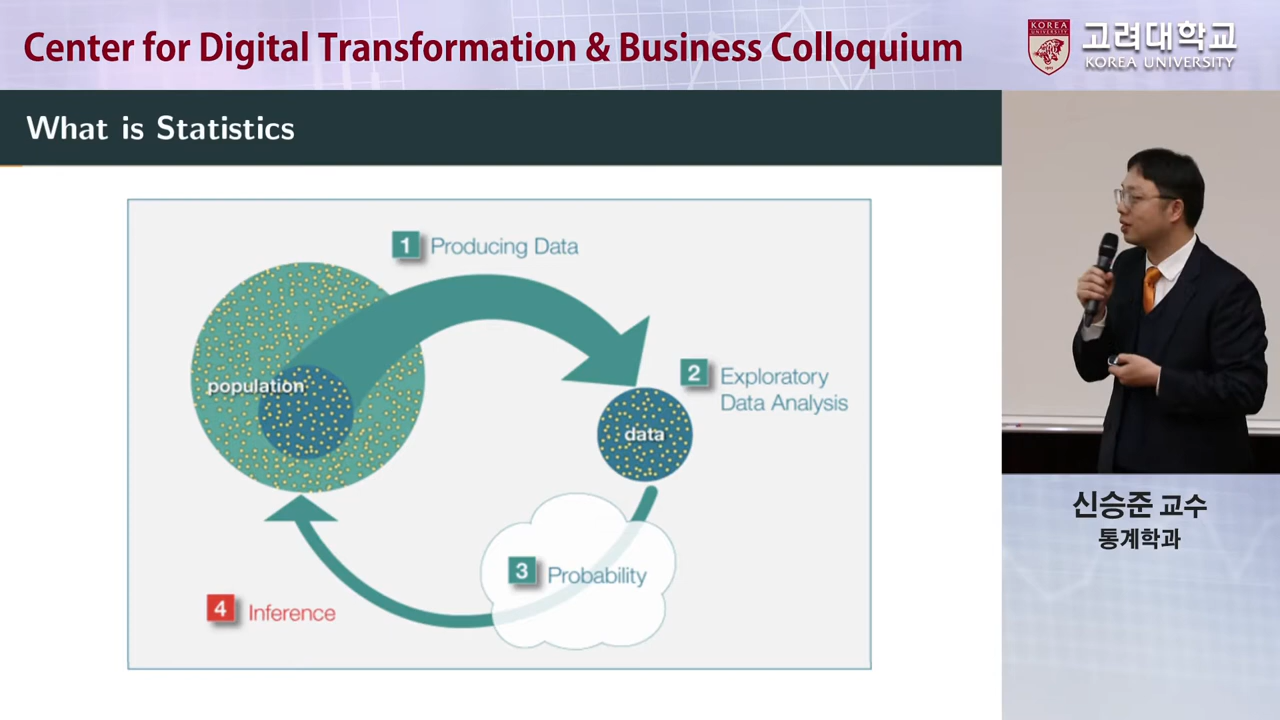 Center for Digital Transformation & Business Colloquium
KOREA
UNIVERSITY
고려대학교
KOREA UNIVERSITY
What is Statistics
1 Producing Data
population
2 Exploratory
Data Analysis
data
3 Probability
4 Inference
신승준 교수
통계학과